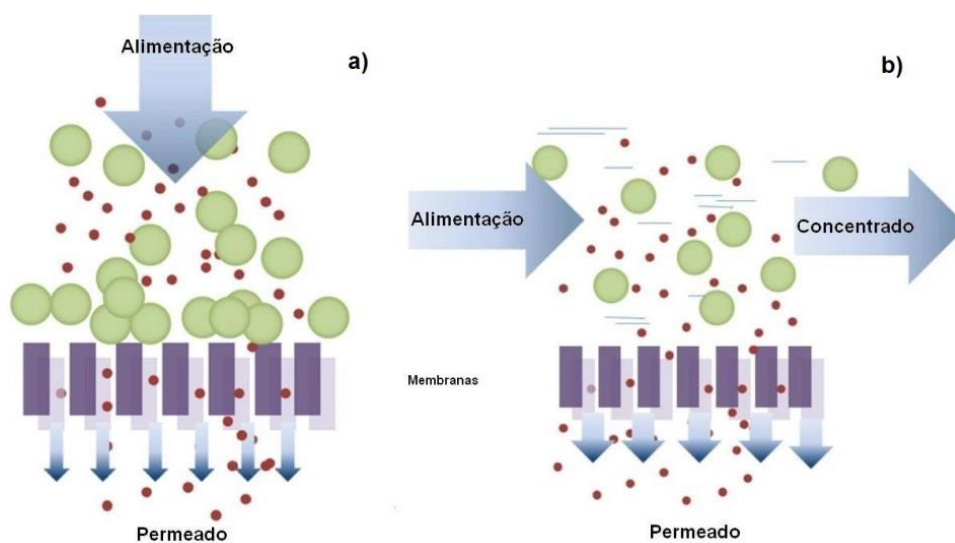 Alimentação
a)
Permeado
b)
Alimentação
Concentrado
Membranas
Permeado